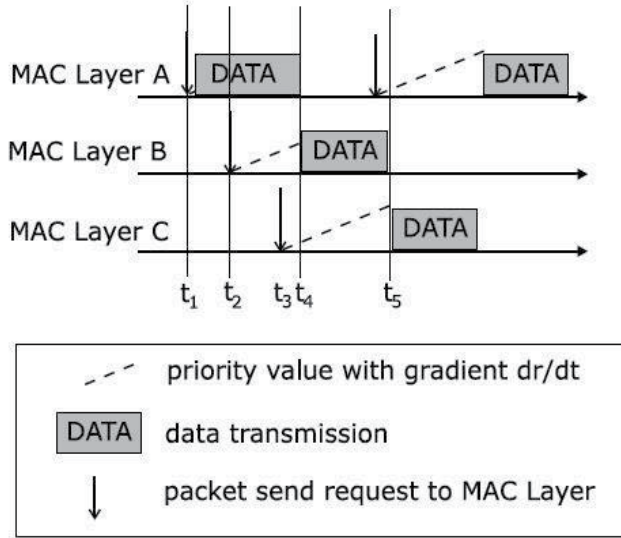 MAC Layer A
DATA
DATA
MAC Layer B
DATA
MAC Layer C
DATA
t1 t2 t3 t4 t5
priority value with gradient dr/dt
DATA data transmission
packet send request to MAC Layer